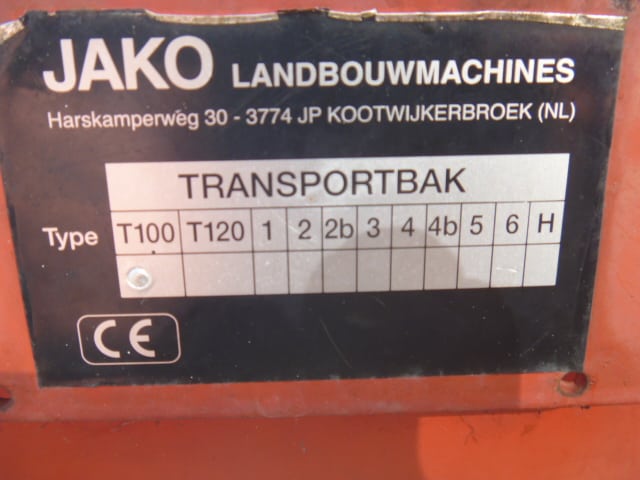 JAKO LANDBOUWMACHINES
Harskamperweg 30 - 3774 JP KOOTWIJKERBROEK (NL)
TRANSPORTBAK
Type T100 T120 1 2 2b 3 4 4b 5 6 H
CE